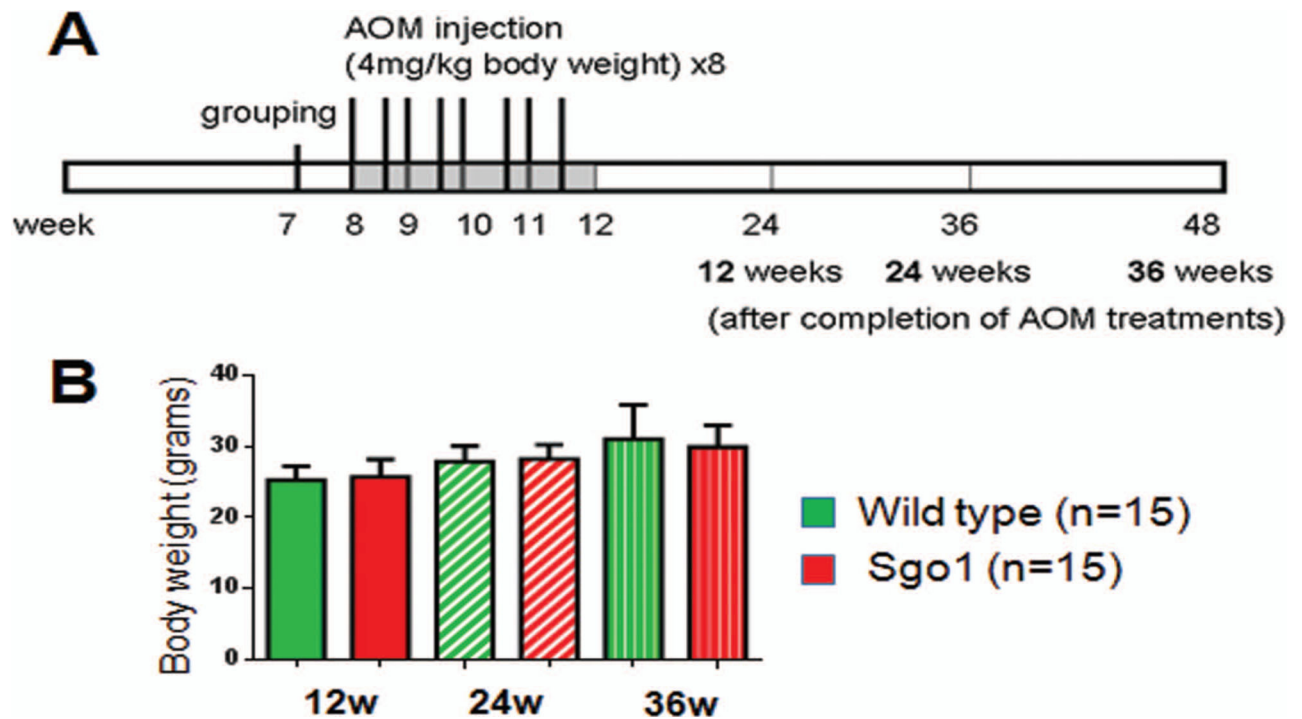 A
AOM injection
(4mg/kg body weight) x8
grouping
week 7 8 9 10 11 12 24 36 48
12 weeks 24 weeks 36 weeks
(after completion of AOM treatments)
B
Body weight (grams)
40
30
20
10
0
12w 24w 36w
Wild type (n=15)
Sgo1 (n=15)